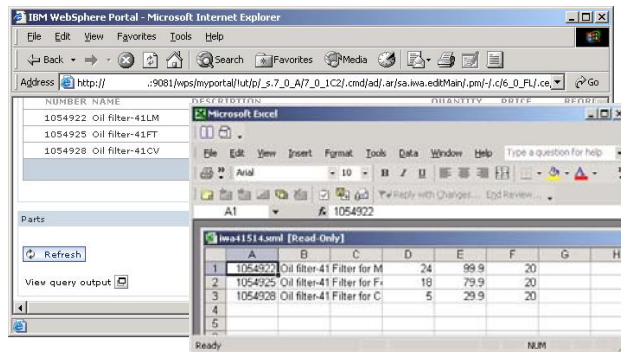 IBM WebSphere Portal - Microsoft Internet Explorer
File Edit View Favorites Tools Help
Back Search Favorites Media
Address http:// .:9081/wps/myportal/!ut/p/_s.7_0_A/7_0_1C2/.cmd/ad/.ar/sa.iwa.editMain/.pm/-/.c/6_0_FL/.ce, Go
NUMBER NAME DESCRIPTION QUANTITY PRICE
1054922 Oil filter-41LM
1054925 Oil filter-41FT
1054928 Oil filter-41CV
Parts
Refresh
View query output
Microsoft Excel
File Edit View Insert Format Tools Data Window Help Type a question for help
Arial 10 B I U
Reply with Changes... End Review...
A1 fx 1054922
iwa41514.xml [Read-Only]
A B C D E F G H
1 1054922 Oil filter-41 Filter for M 24 99.9 20
2 1054925 Oil filter-41 Filter for F 18 79.9 20
3 1054928 Oil filter-41 Filter for C 5 29.9 20
4
5
Ready NUM